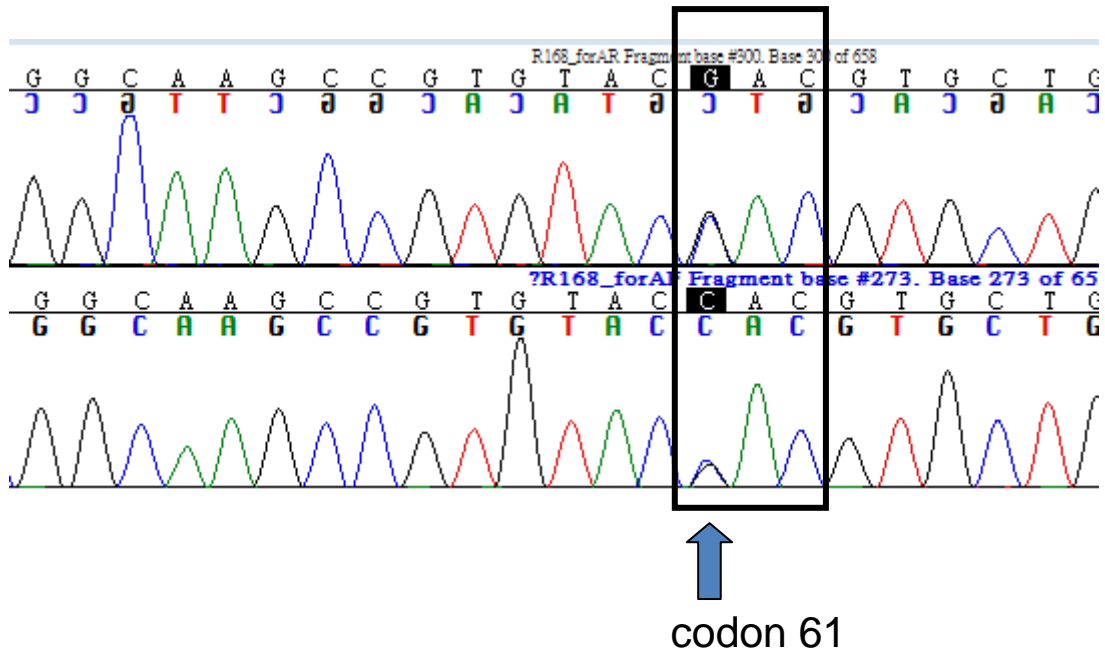 R168_forAR Fragment base #300. Base 300 of 658
G G C A A G C C G T G T A C G A C G T G C T G
C C G T T C G G C A C A T G C T G C A C G A C
?R168_forAR Fragment base #273. Base 273 of 65
G G C A A G C C G T G T A C C A C G T G C T G
G G C A A G C C G T G T A C C A C G T G C T G
codon 61